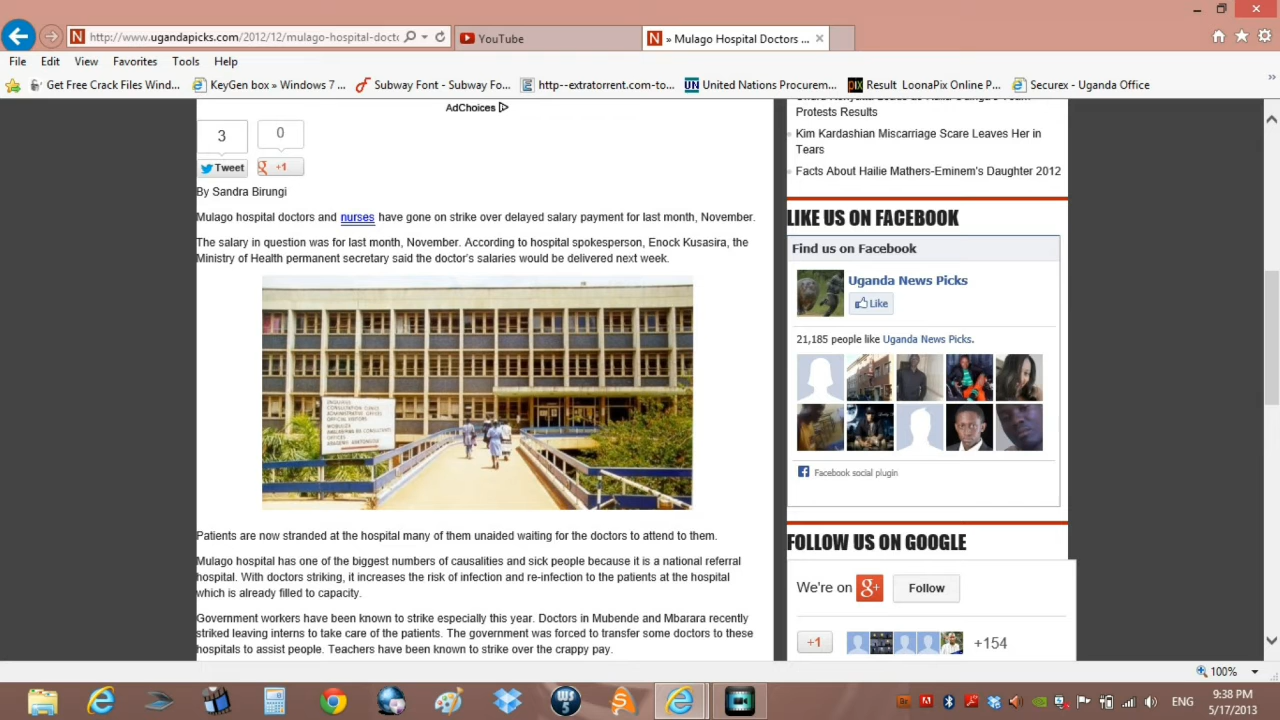 http://www.ugandapicks.com/2012/12/mulago-hospital-doctc
YouTube
» Mulago Hospital Doctors ...
File Edit View Favorites Tools Help
Get Free Crack Files Wind...
KeyGen box » Windows 7 ...
Subway Font - Subway Fo...
http--extratorrent.com-to...
United Nations Procurem...
Result LoonaPix Online P...
Securex - Uganda Office
AdChoices
3
0
Tweet
+1
By Sandra Birungi
Mulago hospital doctors and nurses have gone on strike over delayed salary payment for last month, November.
The salary in question was for last month, November. According to hospital spokesperson, Enock Kusasira, the
Ministry of Health permanent secretary said the doctor's salaries would be delivered next week.
Patients are now stranded at the hospital many of them unaided waiting for the doctors to attend to them.
Mulago hospital has one of the biggest numbers of causalities and sick people because it is a national referral
hospital. With doctors striking, it increases the risk of infection and re-infection to the patients at the hospital
which is already filled to capacity.
Government workers have been known to strike especially this year. Doctors in Mubende and Mbarara recently
striked leaving interns to take care of the patients. The government was forced to transfer some doctors to these
hospitals to assist people. Teachers have been known to strike over the crappy pay.
Protests Results
Kim Kardashian Miscarriage Scare Leaves Her in
Tears
Facts About Hailie Mathers-Eminem's Daughter 2012
LIKE US ON FACEBOOK
Find us on Facebook
Uganda News Picks
Like
21,185 people like Uganda News Picks.
Facebook social plugin
FOLLOW US ON GOOGLE
We're on g+ Follow
+1
+154
100%
ENG
9:38 PM
5/17/2013